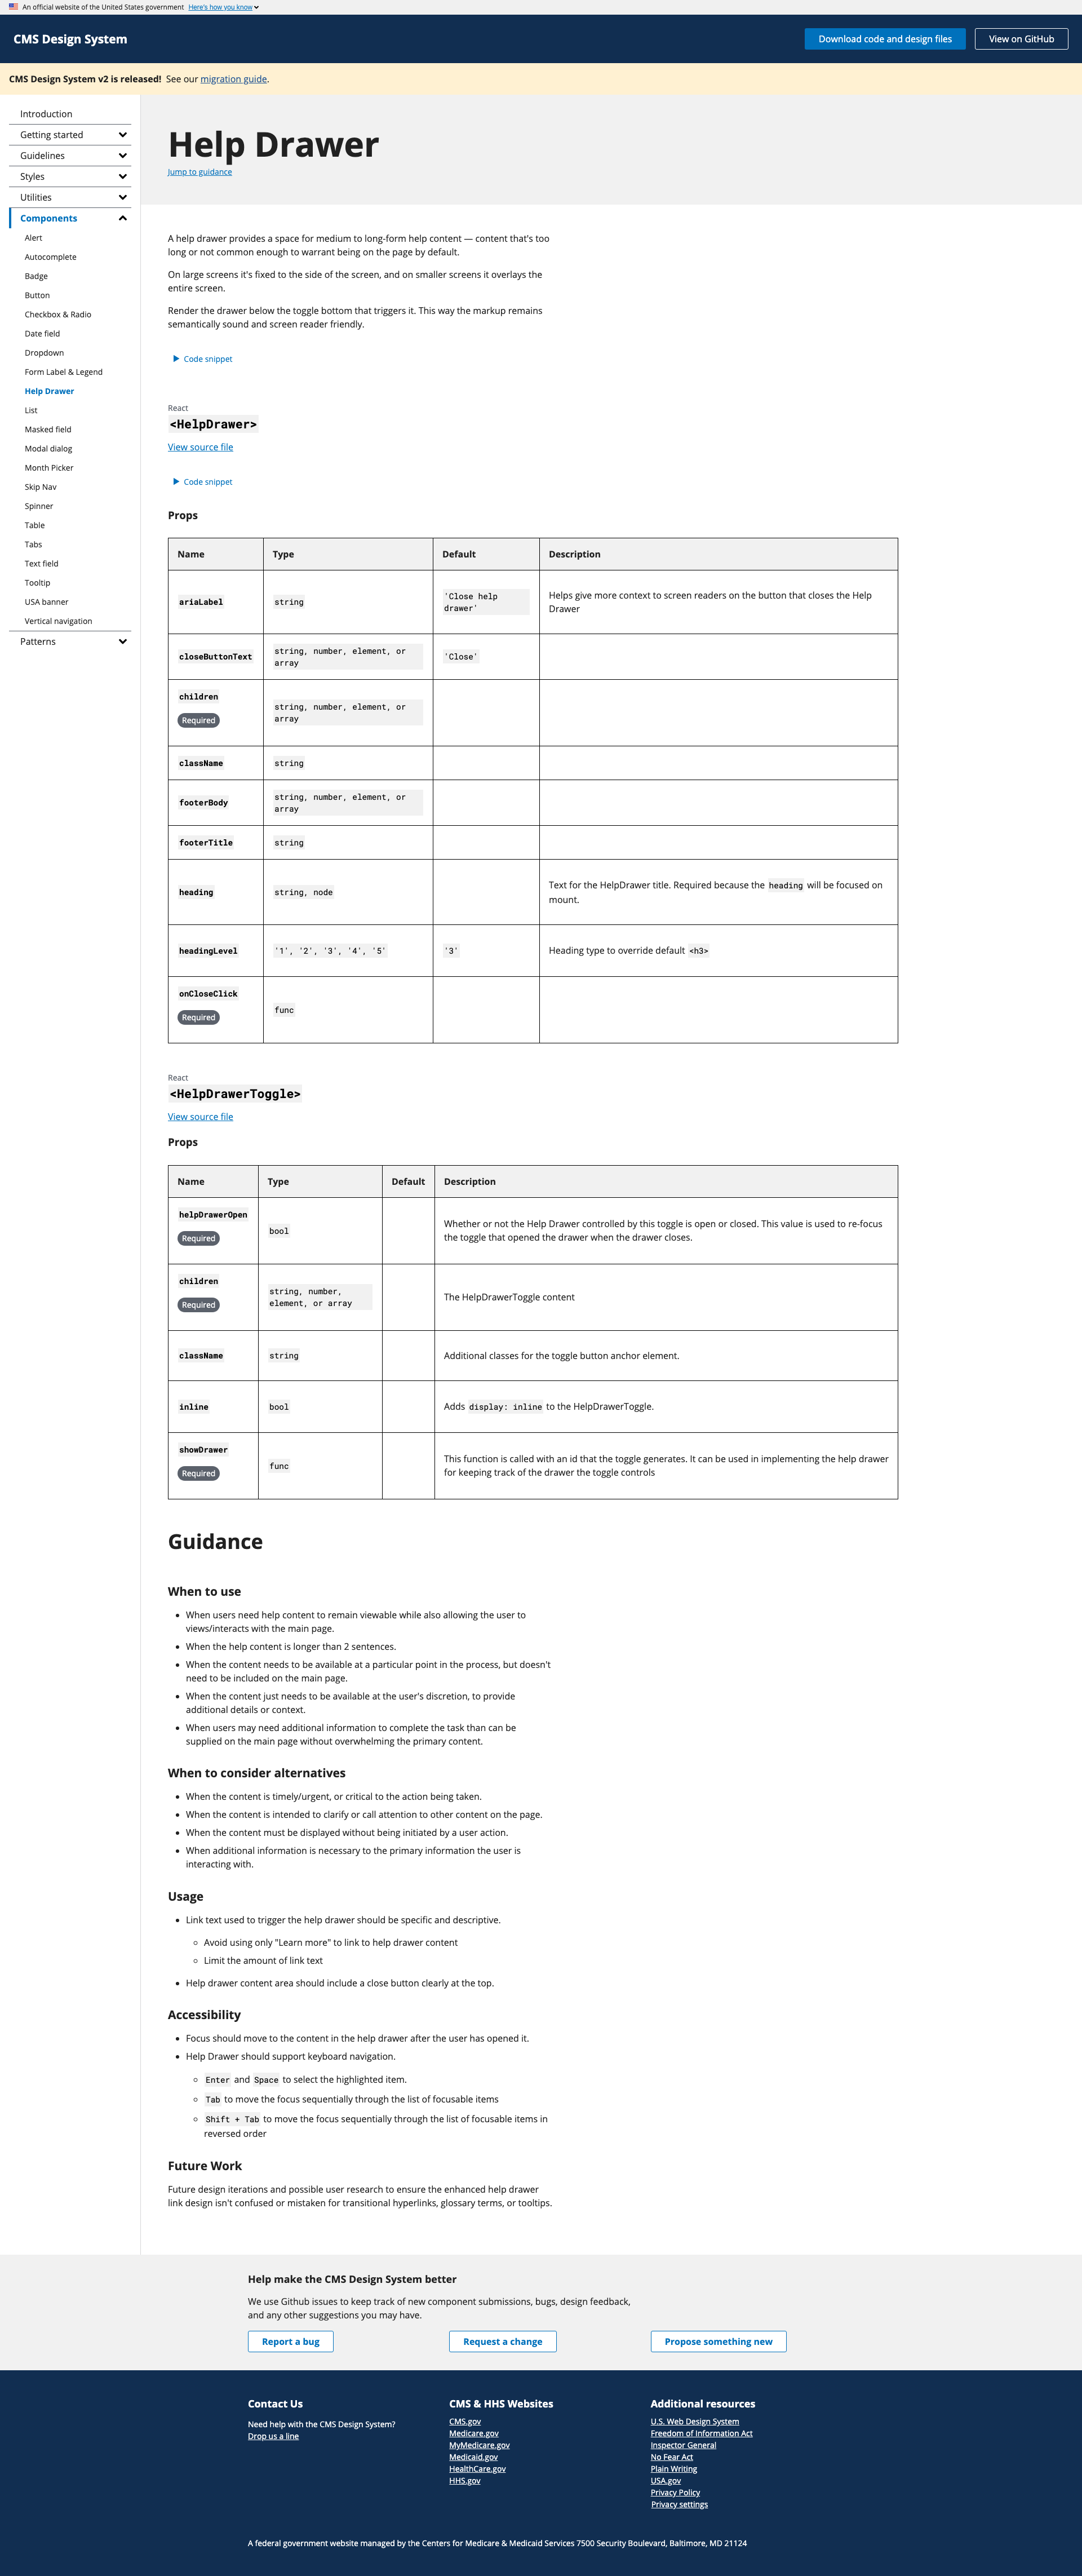 An official website of the United States government Here's how you know
CMS Design System
Download code and design files
View on GitHub
CMS Design System v2 is released! See our migration guide.
Introduction
Getting started
Guidelines
Styles
Utilities
Components
Alert
Autocomplete
Badge
Button
Checkbox & Radio
Date field
Dropdown
Form Label & Legend
Help Drawer
List
Masked field
Modal dialog
Month Picker
Skip Nav
Spinner
Table
Tabs
Text field
Tooltip
USA banner
Vertical navigation
Patterns
Help Drawer
Jump to guidance
A help drawer provides a space for medium to long-form help content — content that's too
long or not common enough to warrant being on the page by default.
On large screens it's fixed to the side of the screen, and on smaller screens it overlays the
entire screen.
Render the drawer below the toggle bottom that triggers it. This way the markup remains
semantically sound and screen reader friendly.
Code snippet
React
<HelpDrawer>
View source file
Code snippet
Props
Name Type Default Description
ariaLabel string 'Close help
drawer' Helps give more context to screen readers on the button that closes the Help
Drawer
closeButtonText string, number, element, or
array 'Close'
children
Required string, number, element, or
array
className string
footerBody string, number, element, or
array
footerTitle string
heading string, node Text for the HelpDrawer title. Required because the heading will be focused on
mount.
headingLevel '1', '2', '3', '4', '5' '3' Heading type to override default <h3>
onCloseClick
Required func
React
<HelpDrawerToggle>
View source file
Props
Name Type Default Description
helpDrawerOpen
Required bool Whether or not the Help Drawer controlled by this toggle is open or closed. This value is used to re-focus
the toggle that opened the drawer when the drawer closes.
children
Required string, number,
element, or array The HelpDrawerToggle content
className string Additional classes for the toggle button anchor element.
inline bool Adds display: inline to the HelpDrawerToggle.
showDrawer
Required func This function is called with an id that the toggle generates. It can be used in implementing the help drawer
for keeping track of the drawer the toggle controls
Guidance
When to use
• When users need help content to remain viewable while also allowing the user to
views/interacts with the main page.
• When the help content is longer than 2 sentences.
• When the content needs to be available at a particular point in the process, but doesn't
need to be included on the main page.
• When the content just needs to be available at the user's discretion, to provide
additional details or context.
• When users may need additional information to complete the task than can be
supplied on the main page without overwhelming the primary content.
When to consider alternatives
• When the content is timely/urgent, or critical to the action being taken.
• When the content is intended to clarify or call attention to other content on the page.
• When the content must be displayed without being initiated by a user action.
• When additional information is necessary to the primary information the user is
interacting with.
Usage
• Link text used to trigger the help drawer should be specific and descriptive.
◦ Avoid using only "Learn more" to link to help drawer content
◦ Limit the amount of link text
• Help drawer content area should include a close button clearly at the top.
Accessibility
• Focus should move to the content in the help drawer after the user has opened it.
• Help Drawer should support keyboard navigation.
◦ Enter and Space to select the highlighted item.
◦ Tab to move the focus sequentially through the list of focusable items
◦ Shift + Tab to move the focus sequentially through the list of focusable items in
reversed order
Future Work
Future design iterations and possible user research to ensure the enhanced help drawer
link design isn't confused or mistaken for transitional hyperlinks, glossary terms, or tooltips.
Help make the CMS Design System better
We use Github issues to keep track of new component submissions, bugs, design feedback,
and any other suggestions you may have.
Report a bug
Request a change
Propose something new
Contact Us
Need help with the CMS Design System?
Drop us a line
CMS & HHS Websites
CMS.gov
Medicare.gov
MyMedicare.gov
Medicaid.gov
HealthCare.gov
HHS.gov
Additional resources
U.S. Web Design System
Freedom of Information Act
Inspector General
No Fear Act
Plain Writing
USA.gov
Privacy Policy
Privacy settings
A federal government website managed by the Centers for Medicare & Medicaid Services 7500 Security Boulevard, Baltimore, MD 21124